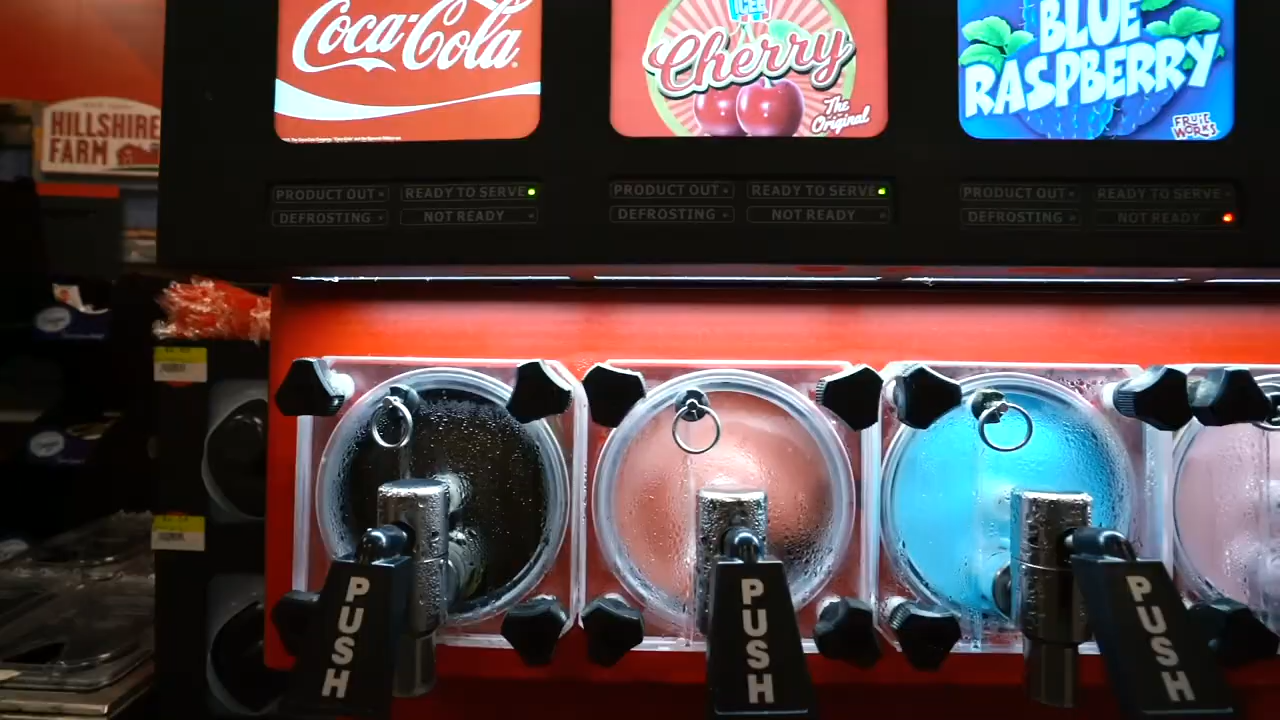 Coca-Cola
ICEE
Cherry
The
Original
BLUE
RASPBERRY
FRUIT
WORKS
HILLSHIRE
FARM
PRODUCT OUT
READY TO SERVE
DEFROSTING
NOT READY
PRODUCT OUT
READY TO SERVE
DEFROSTING
NOT READY
PRODUCT OUT
READY TO SERVE
DEFROSTING
NOT READY
PUSH
PUSH
PUSH